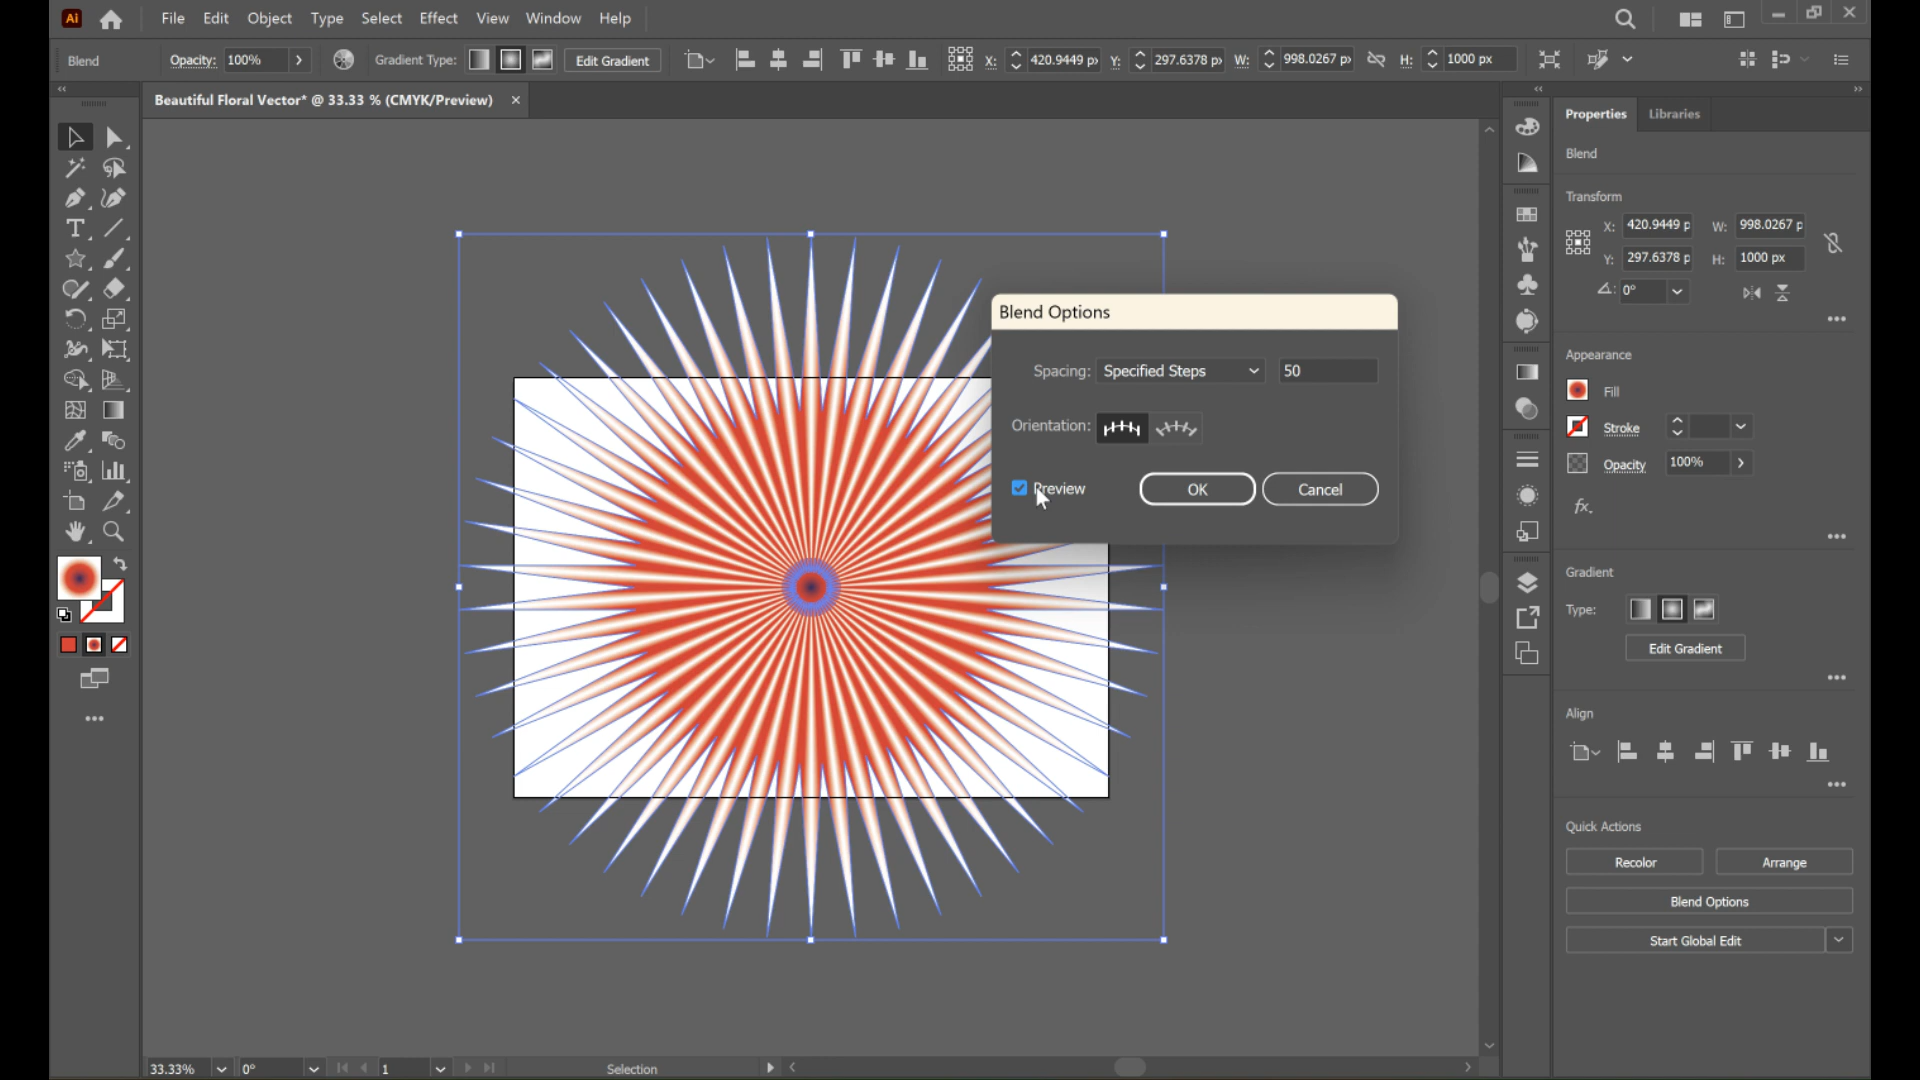 Ai File Edit Object Type Select Effect View Window Help
Blend Opacity: 100% Gradient Type: Edit Gradient X: 420.9449 p Y: 297.6378 p W: 998.0267 p H: 1000 px
Beautiful Floral Vector* @ 33.33 % (CMYK/Preview) ×
Properties Libraries
Blend
Transform
X: 420.9449 p W: 998.0267 p
Y: 297.6378 p H: 1000 px
0°
Appearance
Fill
Stroke
Opacity 100%
fx.
Gradient
Type:
Edit Gradient
Align
Quick Actions
Recolor Arrange
Blend Options
Start Global Edit
Blend Options
Spacing: Specified Steps 50
Orientation:
Preview OK Cancel
33.33% 0° 1 Selection